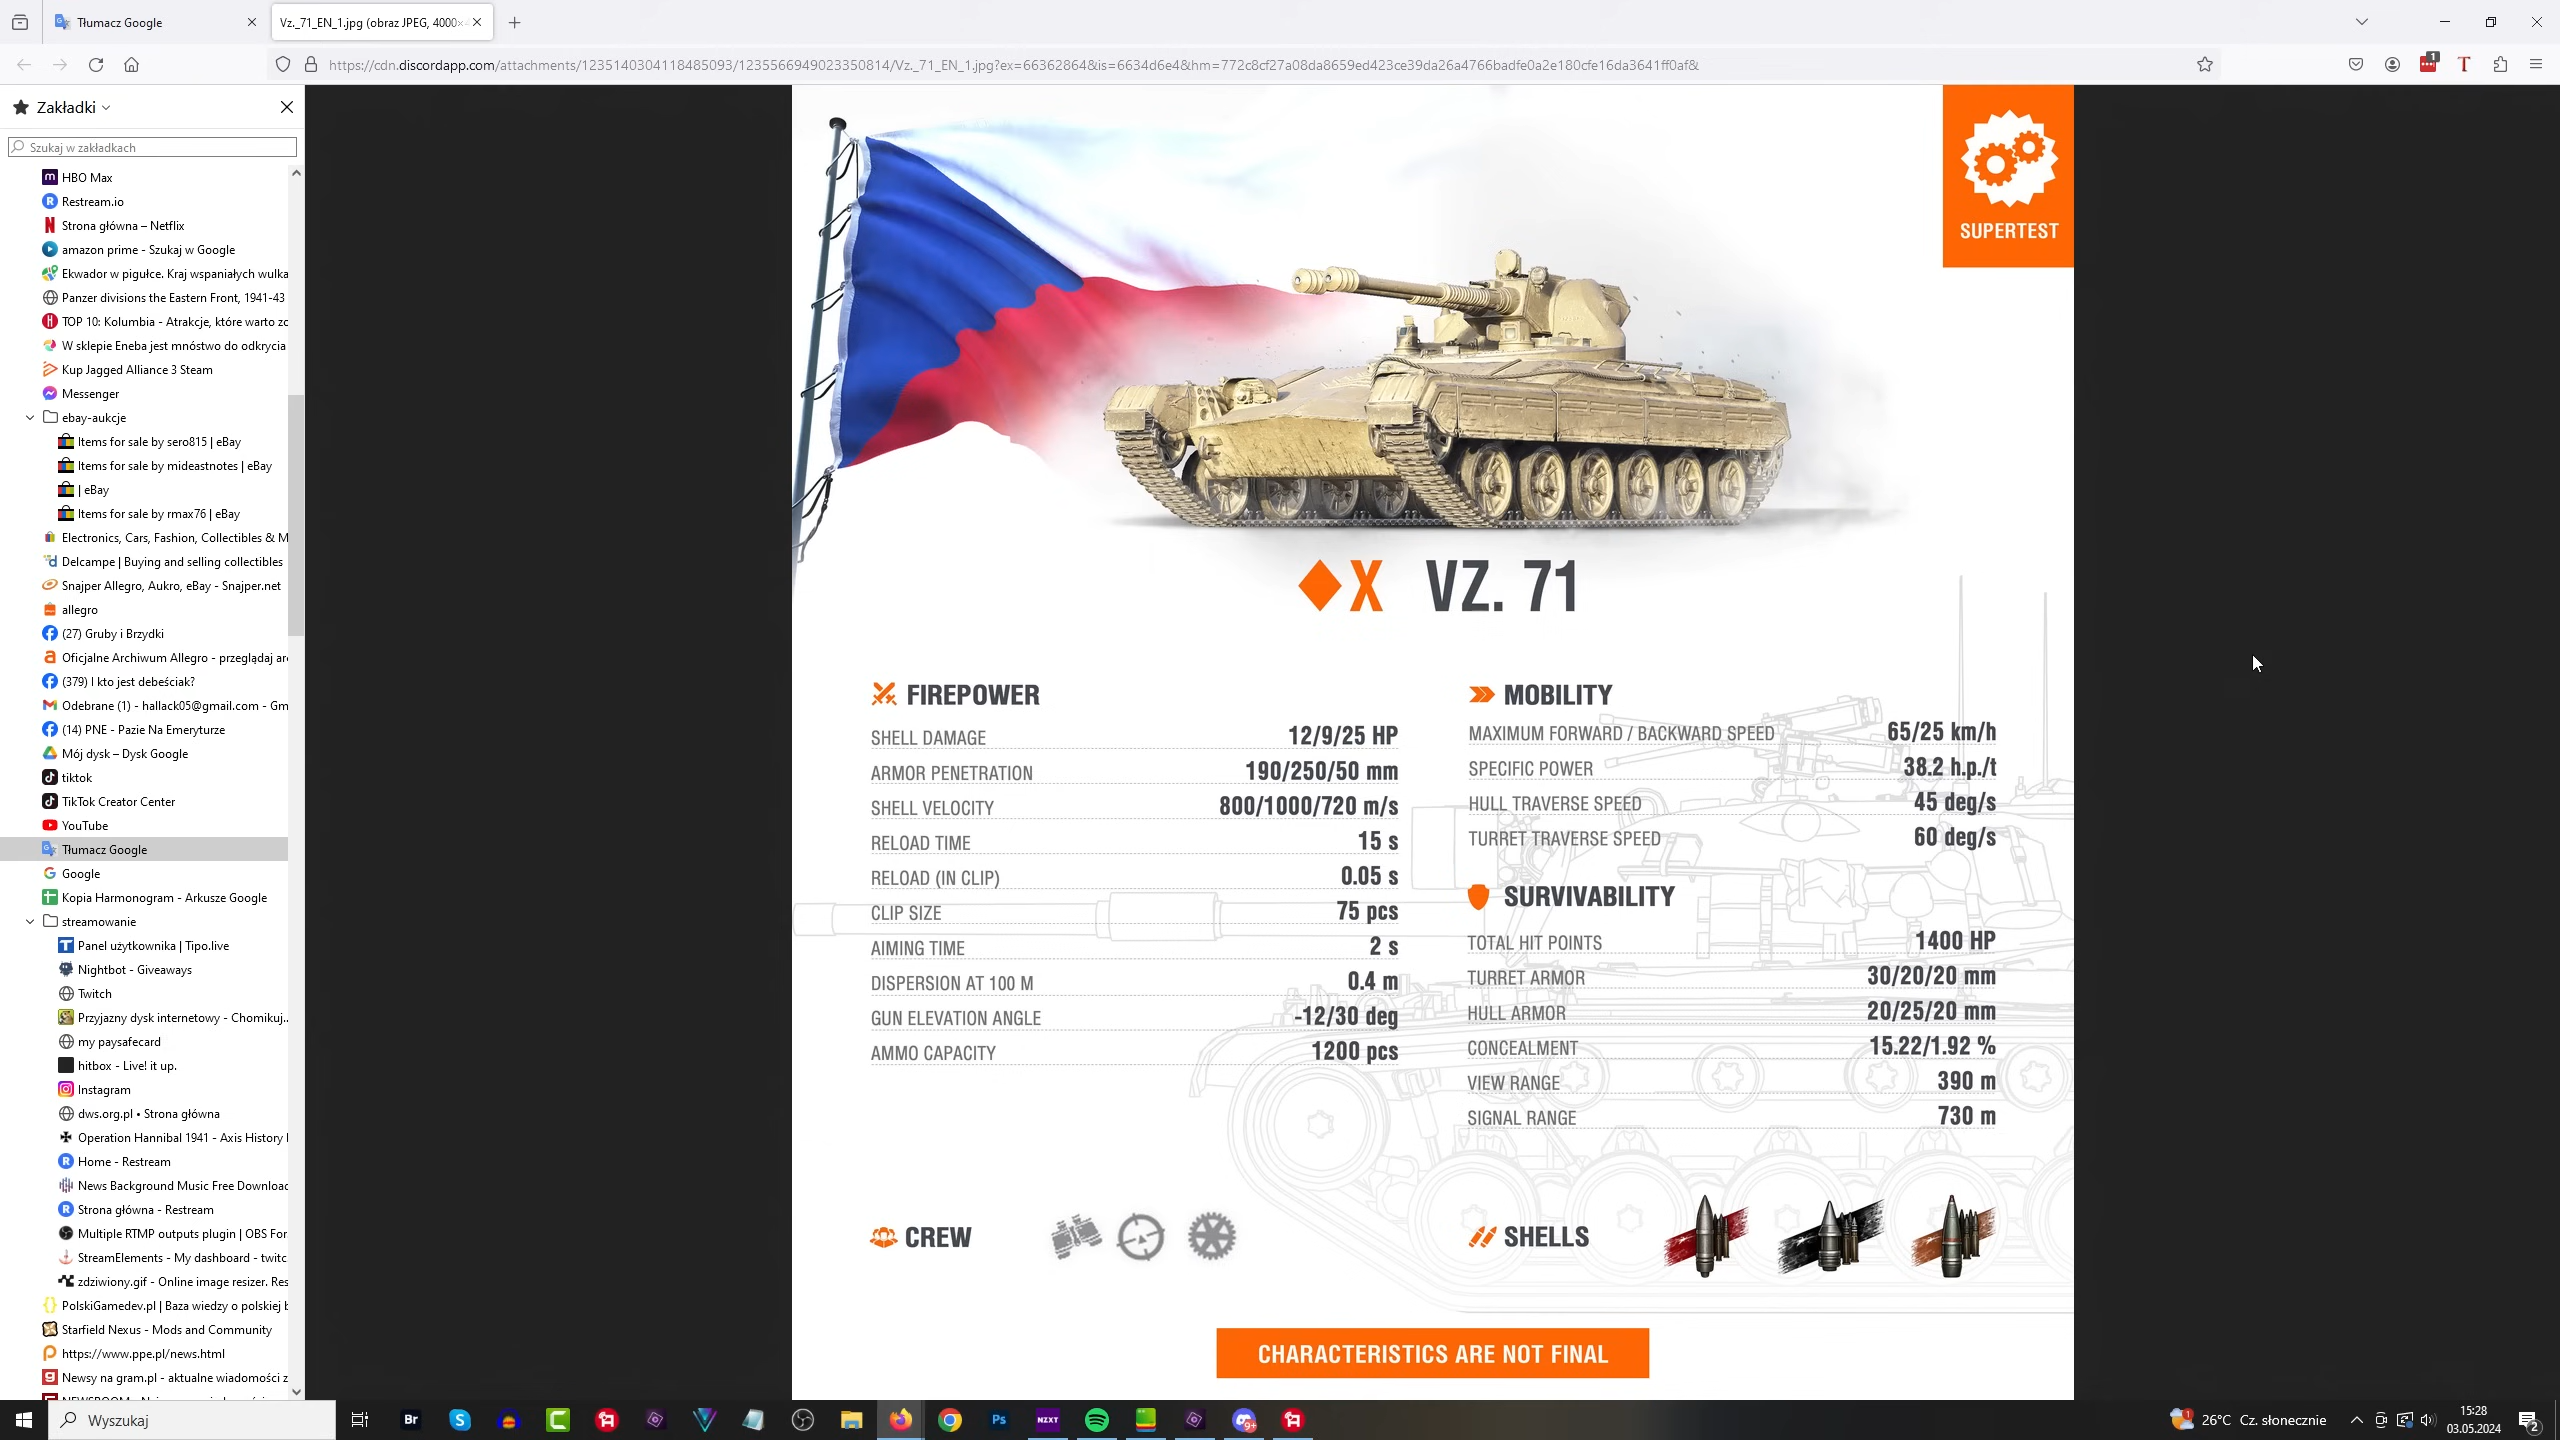 Tłumacz Google
Vz._71_EN_1.jpg (obraz JPEG, 4000×
https://cdn.discordapp.com/attachments/1235140304118485093/1235566949023350814/Vz._71_EN_1.jpg?ex=66362864&is=6634d6e4&hm=772c8cf27a08da8659ed423ce39da26a4766badfe0a2e180cfe16da3641ff0af&
1
T
Zakładki
Szukaj w zakładkach
HBO Max
Restream.io
Strona główna – Netflix
amazon prime - Szukaj w Google
Ekwador w pigułce. Kraj wspaniałych wulka
Panzer divisions the Eastern Front, 1941-43
TOP 10: Kolumbia - Atrakcje, które warto zo
W sklepie Eneba jest mnóstwo do odkrycia
Kup Jagged Alliance 3 Steam
Messenger
ebay-aukcje
Items for sale by sero815 | eBay
Items for sale by mideastnotes | eBay
| eBay
Items for sale by rmax76 | eBay
Electronics, Cars, Fashion, Collectibles & M
Delcampe | Buying and selling collectibles
Snajper Allegro, Aukro, eBay - Snajper.net
allegro
(27) Gruby i Brzydki
Oficjalne Archiwum Allegro - przeglądaj arc
(379) I kto jest debeściak?
Odebrane (1) - hallack05@gmail.com - Gm
(14) PNE - Pazie Na Emeryturze
Mój dysk – Dysk Google
tiktok
TikTok Creator Center
YouTube
Tłumacz Google
Google
Kopia Harmonogram - Arkusze Google
streamowanie
Panel użytkownika | Tipo.live
Nightbot - Giveaways
Twitch
Przyjazny dysk internetowy - Chomikuj..
my paysafecard
hitbox - Live! it up.
Instagram
dws.org.pl • Strona główna
Operation Hannibal 1941 - Axis History
Home - Restream
News Background Music Free Download
Strona główna - Restream
Multiple RTMP outputs plugin | OBS For
StreamElements - My dashboard - twitc
zdziwiony.gif - Online image resizer. Res
PolskiGamedev.pl | Baza wiedzy o polskiej b
Starfield Nexus - Mods and Community
https://www.ppe.pl/news.html
Newsy na gram.pl - aktualne wiadomości z
SUPERTEST
X VZ. 71
FIREPOWER
SHELL DAMAGE 12/9/25 HP
ARMOR PENETRATION 190/250/50 mm
SHELL VELOCITY 800/1000/720 m/s
RELOAD TIME 15 s
RELOAD (IN CLIP) 0.05 s
CLIP SIZE 75 pcs
AIMING TIME 2 s
DISPERSION AT 100 M 0.4 m
GUN ELEVATION ANGLE -12/30 deg
AMMO CAPACITY 1200 pcs
MOBILITY
MAXIMUM FORWARD / BACKWARD SPEED 65/25 km/h
SPECIFIC POWER 38.2 h.p./t
HULL TRAVERSE SPEED 45 deg/s
TURRET TRAVERSE SPEED 60 deg/s
SURVIVABILITY
TOTAL HIT POINTS 1400 HP
TURRET ARMOR 30/20/20 mm
HULL ARMOR 20/25/20 mm
CONCEALMENT 15.22/1.92 %
VIEW RANGE 390 m
SIGNAL RANGE 730 m
CREW
SHELLS
CHARACTERISTICS ARE NOT FINAL
Wyszukaj
Br
Ps
NZXT
9+
26°C Cz. słonecznie
15:28
03.05.2024
2